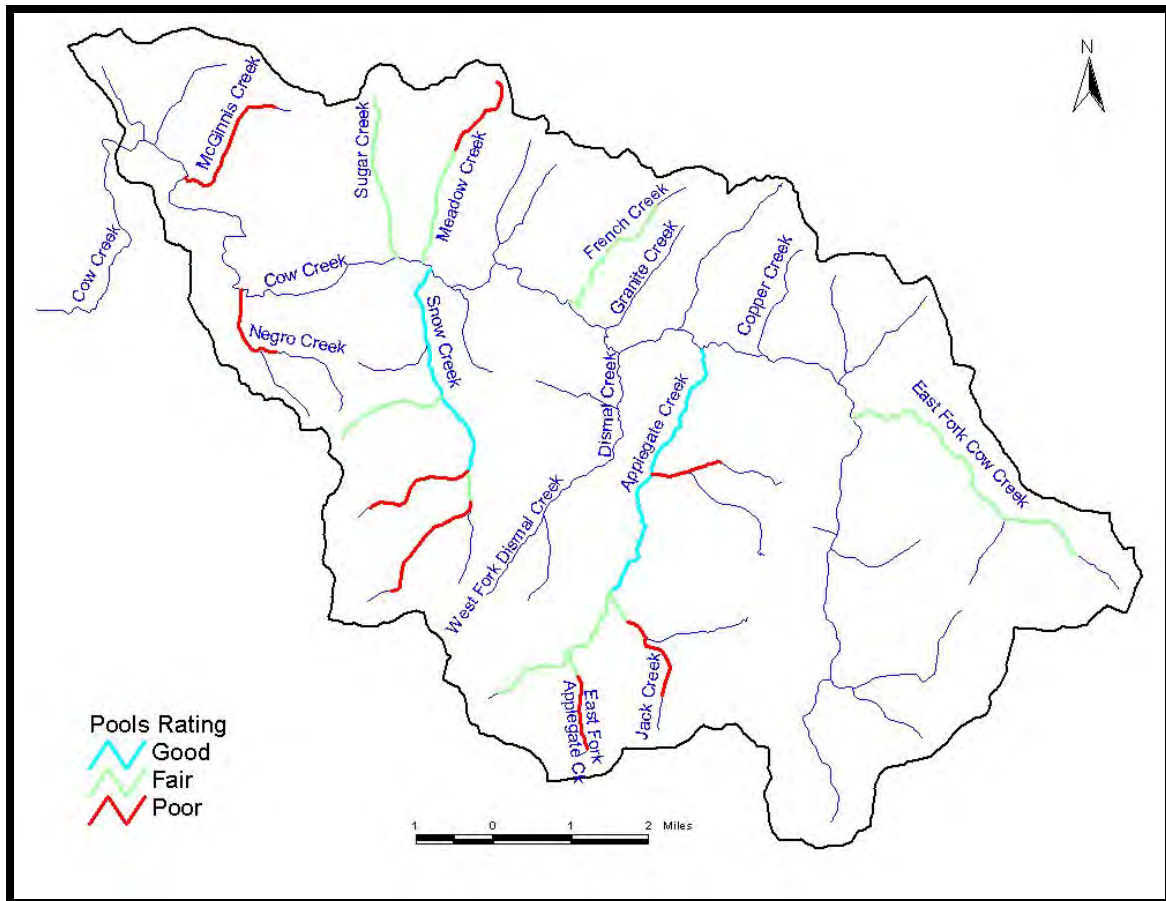 N
McGinnis Creek
Sugar Creek
Meadow Creek
French Creek
Granite Creek
Copper Creek
Cow Creek
Cow Creek
Snow Creek
Negro Creek
Dismal Creek
Applegate Creek
East Fork Cow Creek
West Fork Dismal Creek
East Fork
Applegate Ck
Jack Creek
Pools Rating
Good
Fair
Poor
1 0 1 2 Miles